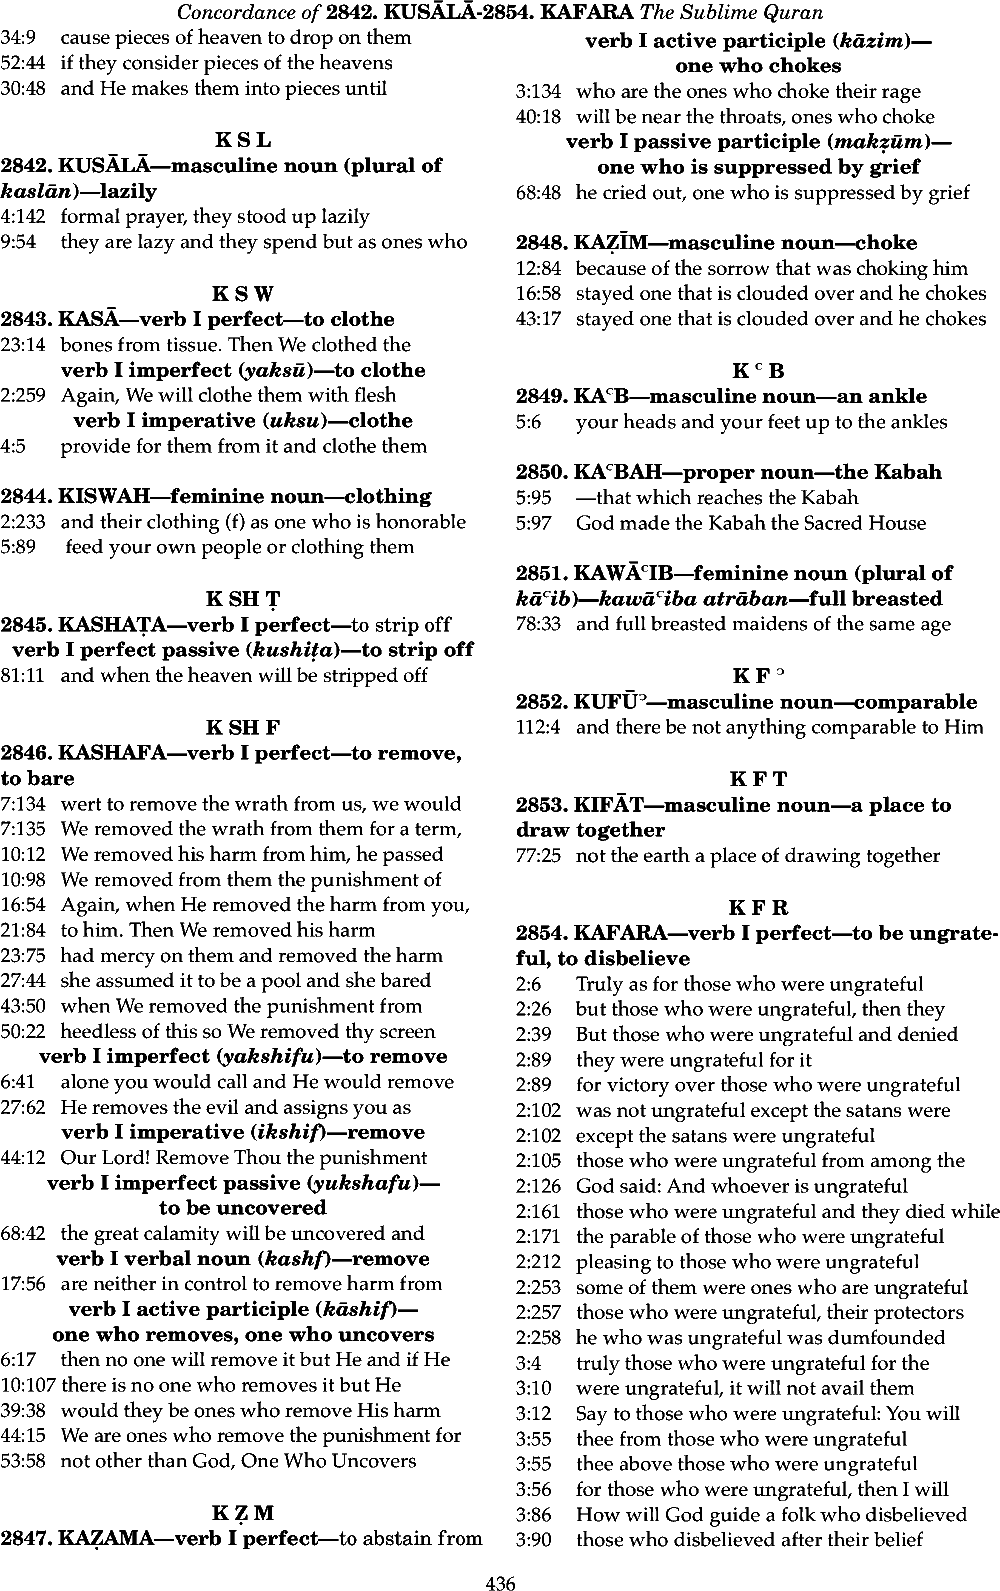 Concordance of 2842. KUSĀLĀ-2854. KAFARA The Sublime Quran
34:9 cause pieces of heaven to drop on them
52:44 if they consider pieces of the heavens
30:48 and He makes them into pieces until
K S L
2842. KUSĀLĀ—masculine noun (plural of
kaslān)—lazily
4:142 formal prayer, they stood up lazily
9:54 they are lazy and they spend but as ones who
K S W
2843. KASĀ—verb I perfect—to clothe
23:14 bones from tissue. Then We clothed the
verb I imperfect (yaksū)—to clothe
2:259 Again, We will clothe them with flesh
verb I imperative (uksu)—clothe
4:5 provide for them from it and clothe them
2844. KISWAH—feminine noun—clothing
2:233 and their clothing (f) as one who is honorable
5:89 feed your own people or clothing them
K SH Ṭ
2845. KASHAṬA—verb I perfect—to strip off
verb I perfect passive (kushiṭa)—to strip off
81:11 and when the heaven will be stripped off
K SH F
2846. KASHAFA—verb I perfect—to remove,
to bare
7:134 wert to remove the wrath from us, we would
7:135 We removed the wrath from them for a term,
10:12 We removed his harm from him, he passed
10:98 We removed from them the punishment of
16:54 Again, when He removed the harm from you,
21:84 to him. Then We removed his harm
23:75 had mercy on them and removed the harm
27:44 she assumed it to be a pool and she bared
43:50 when We removed the punishment from
50:22 heedless of this so We removed thy screen
verb I imperfect (yakshifu)—to remove
6:41 alone you would call and He would remove
27:62 He removes the evil and assigns you as
verb I imperative (ikshif)—remove
44:12 Our Lord! Remove Thou the punishment
verb I imperfect passive (yukshafu)—
to be uncovered
68:42 the great calamity will be uncovered and
verb I verbal noun (kashf)—remove
17:56 are neither in control to remove harm from
verb I active participle (kāshif)—
one who removes, one who uncovers
6:17 then no one will remove it but He and if He
10:107 there is no one who removes it but He
39:38 would they be ones who remove His harm
44:15 We are ones who remove the punishment for
53:58 not other than God, One Who Uncovers
K Ẓ M
2847. KAẒAMA—verb I perfect—to abstain from
verb I active participle (kāzim)—
one who chokes
3:134 who are the ones who choke their rage
40:18 will be near the throats, ones who choke
verb I passive participle (makẓūm)—
one who is suppressed by grief
68:48 he cried out, one who is suppressed by grief
2848. KAẒĪM—masculine noun—choke
12:84 because of the sorrow that was choking him
16:58 stayed one that is clouded over and he chokes
43:17 stayed one that is clouded over and he chokes
K ʿ B
2849. KAʿB—masculine noun—an ankle
5:6 your heads and your feet up to the ankles
2850. KAʿBAH—proper noun—the Kabah
5:95 —that which reaches the Kabah
5:97 God made the Kabah the Sacred House
2851. KAWĀʿIB—feminine noun (plural of
kāʿib)—kawāʿiba atrāban—full breasted
78:33 and full breasted maidens of the same age
K F ʾ
2852. KUFŪʾ—masculine noun—comparable
112:4 and there be not anything comparable to Him
K F T
2853. KIFĀT—masculine noun—a place to
draw together
77:25 not the earth a place of drawing together
K F R
2854. KAFARA—verb I perfect—to be ungrate-
ful, to disbelieve
2:6 Truly as for those who were ungrateful
2:26 but those who were ungrateful, then they
2:39 But those who were ungrateful and denied
2:89 they were ungrateful for it
2:89 for victory over those who were ungrateful
2:102 was not ungrateful except the satans were
2:102 except the satans were ungrateful
2:105 those who were ungrateful from among the
2:126 God said: And whoever is ungrateful
2:161 those who were ungrateful and they died while
2:171 the parable of those who were ungrateful
2:212 pleasing to those who were ungrateful
2:253 some of them were ones who are ungrateful
2:257 those who were ungrateful, their protectors
2:258 he who was ungrateful was dumfounded
3:4 truly those who were ungrateful for the
3:10 were ungrateful, it will not avail them
3:12 Say to those who were ungrateful: You will
3:55 thee from those who were ungrateful
3:55 thee above those who were ungrateful
3:56 for those who were ungrateful, then I will
3:86 How will God guide a folk who disbelieved
3:90 those who disbelieved after their belief
436